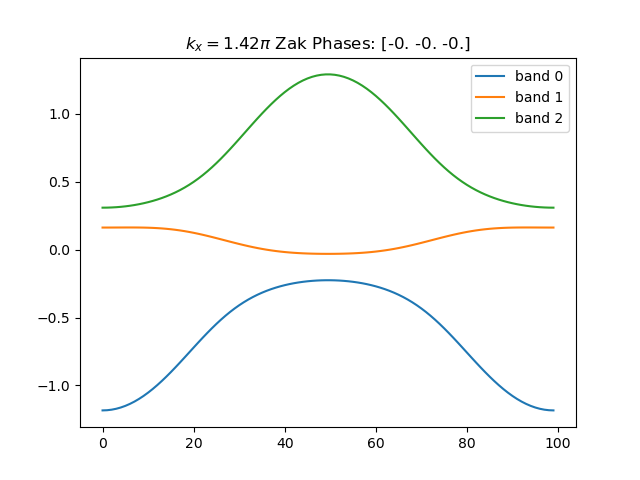 $k_x = 1.42\pi$ Zak Phases: [-0. -0. -0.]
band 0
band 1
band 2
1.0
0.5
0.0
−0.5
−1.0
0 20 40 60 80 100